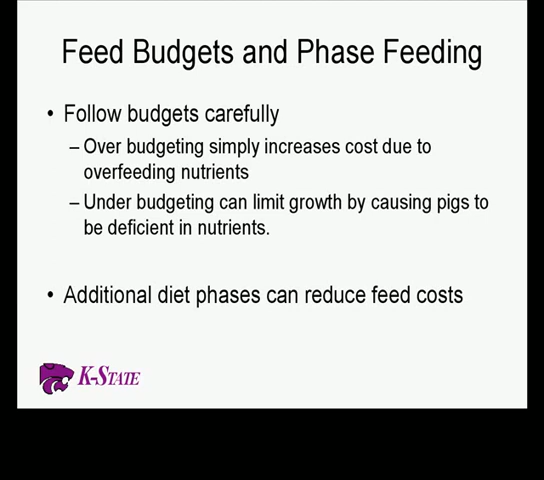 Feed Budgets and Phase Feeding
• Follow budgets carefully
– Over budgeting simply increases cost due to
overfeeding nutrients
– Under budgeting can limit growth by causing pigs to
be deficient in nutrients.
• Additional diet phases can reduce feed costs
K-STATE